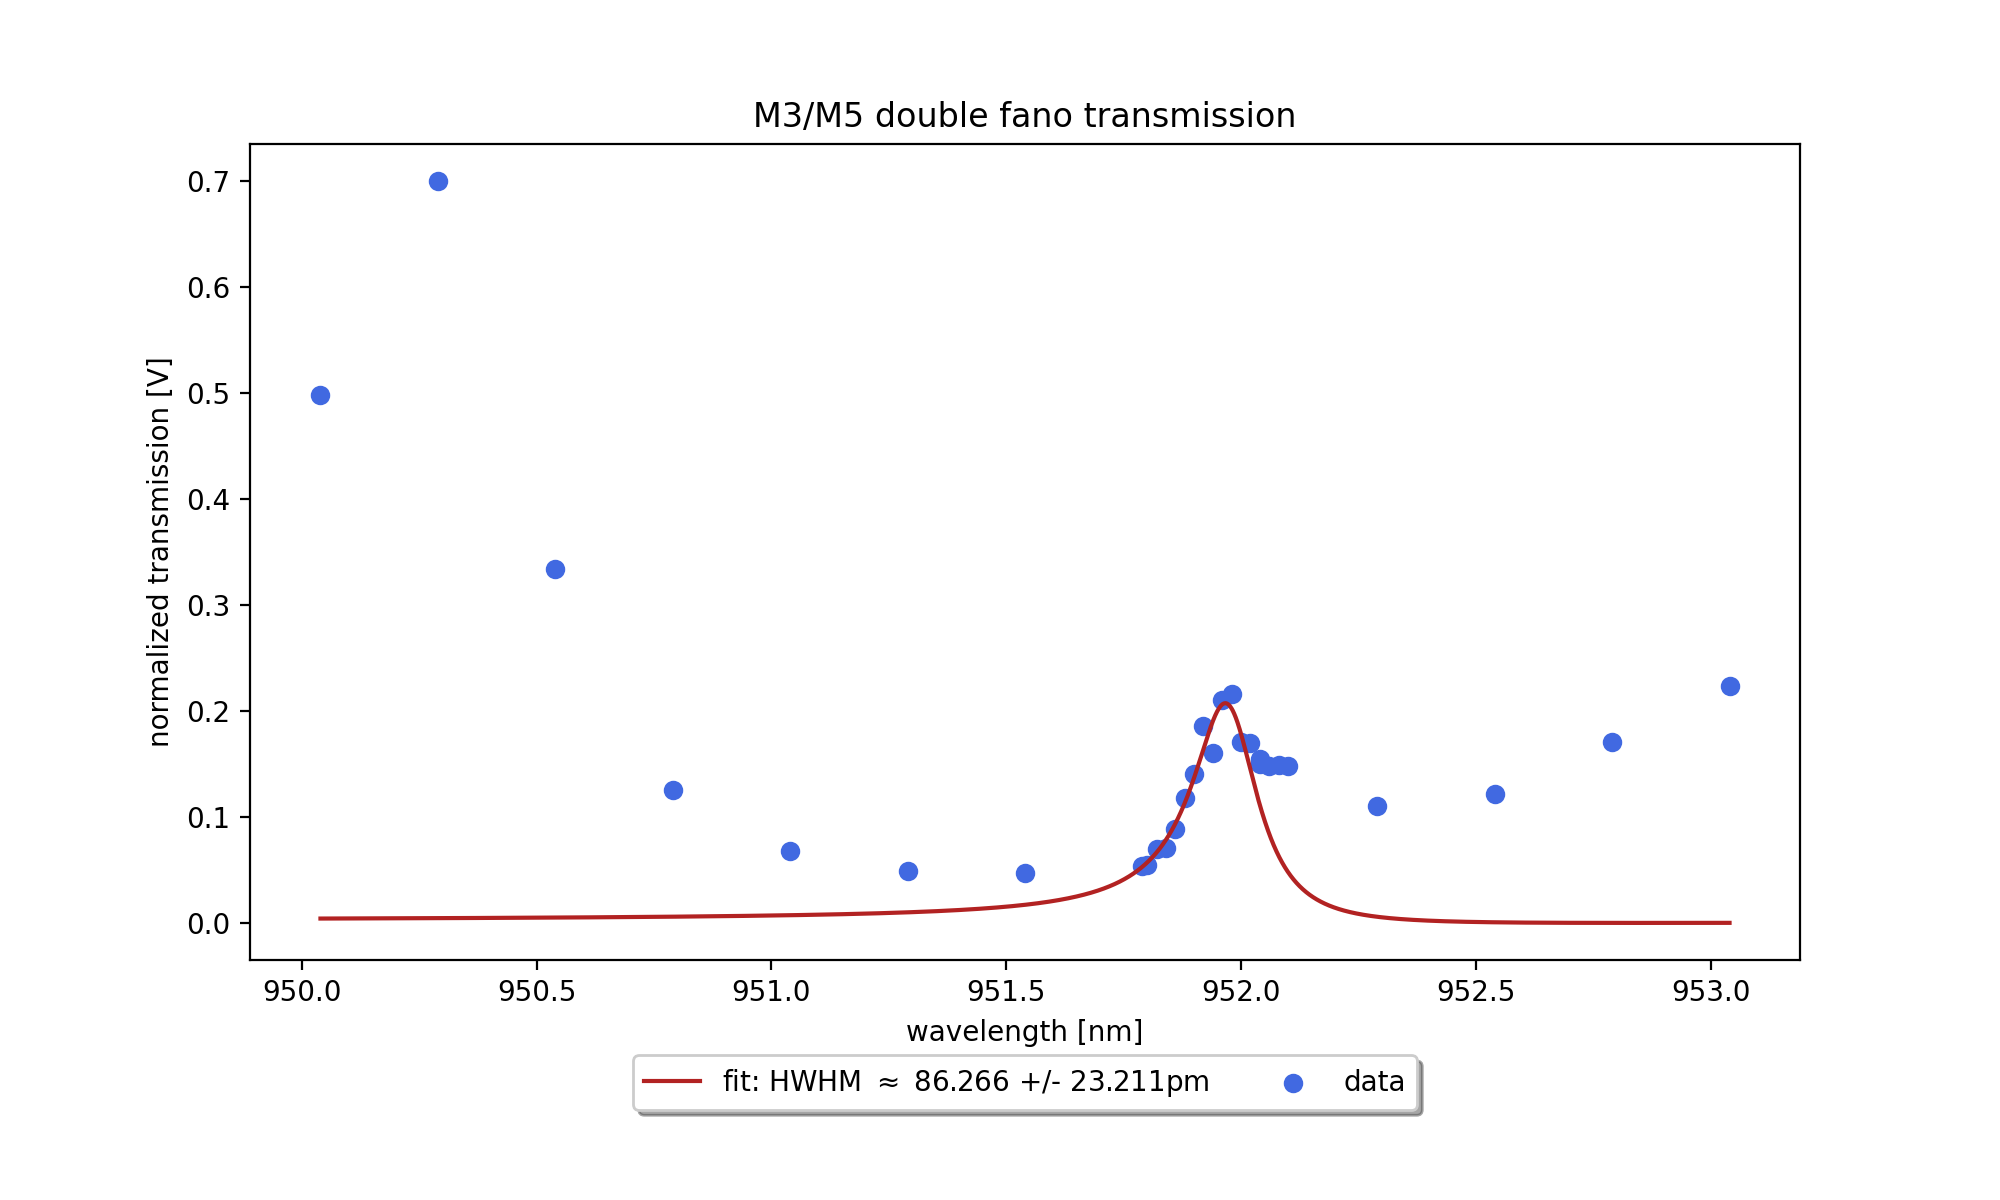 M3/M5 double fano transmission
normalized transmission [V]
0.7
0.6
0.5
0.4
0.3
0.2
0.1
0.0
950.0 950.5 951.0 951.5 952.0 952.5 953.0
wavelength [nm]
fit: HWHM ≈ 86.266 +/- 23.211pm data